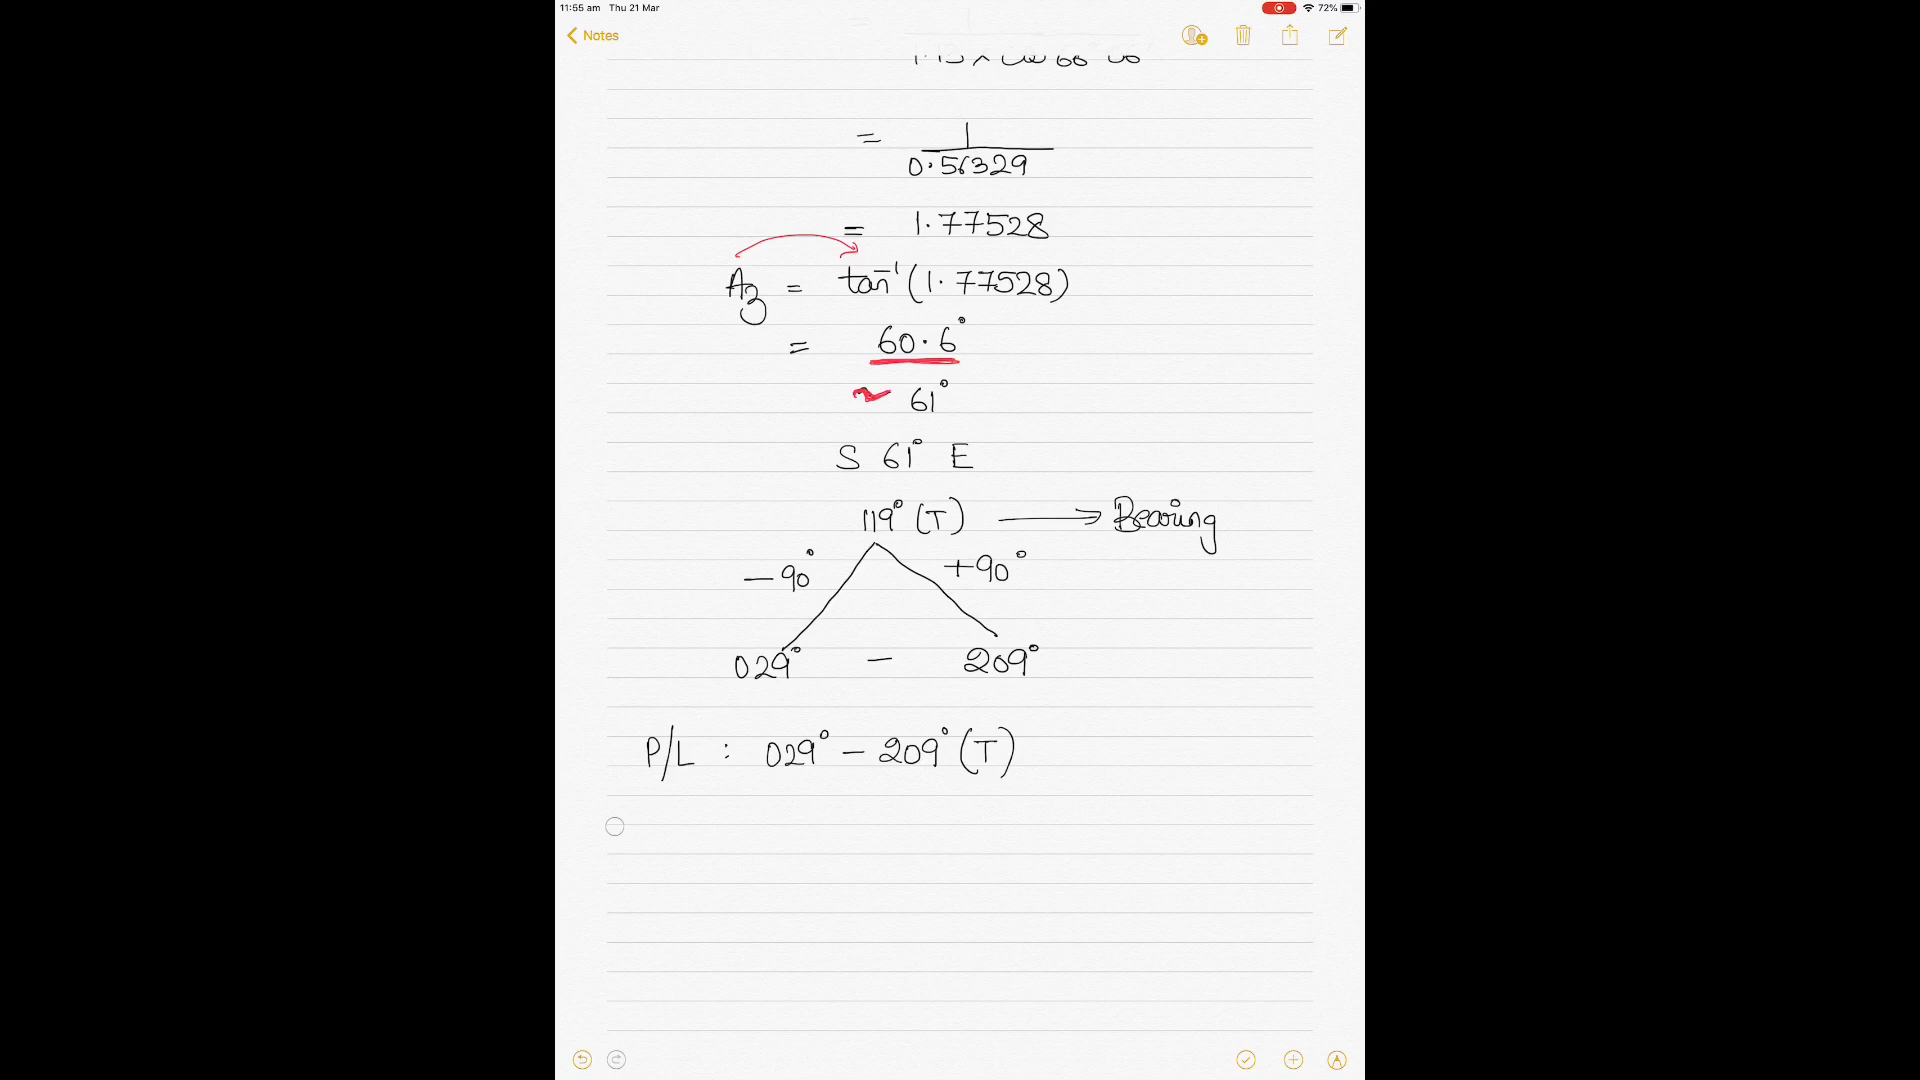 11:55 am Thu 21 Mar
72%
Notes
= 1
0.56329
= 1.77528
Az = tan⁻¹(1.77528)
= 60.6°
~ 61°
S 61° E
119° (T) → Bearing
-90° +90°
029° - 209°
P/L : 029° - 209° (T)